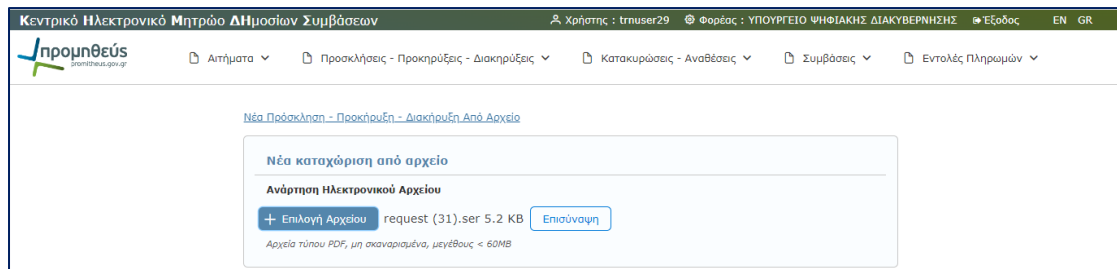 Κεντρικό Ηλεκτρονικό Μητρώο ΔΗμοσίων Συμβάσεων Χρήστης : trnuser29 Φορέας : ΥΠΟΥΡΓΕΙΟ ΨΗΦΙΑΚΗΣ ΔΙΑΚΥΒΕΡΝΗΣΗΣ Έξοδος EN GR
προμηθεύς
promitheus.gov.gr
Αιτήματα Προσκλήσεις - Προκηρύξεις - Διακηρύξεις Κατακυρώσεις - Αναθέσεις Συμβάσεις Εντολές Πληρωμών
Νέα Πρόσκληση - Προκήρυξη - Διακήρυξη Από Αρχείο
Νέα καταχώριση από αρχείο
Ανάρτηση Ηλεκτρονικού Αρχείου
+ Επιλογή Αρχείου request (31).ser 5.2 KB Επισύναψη
Αρχεία τύπου PDF, μη σκαναρισμένα, μεγέθους < 60MB